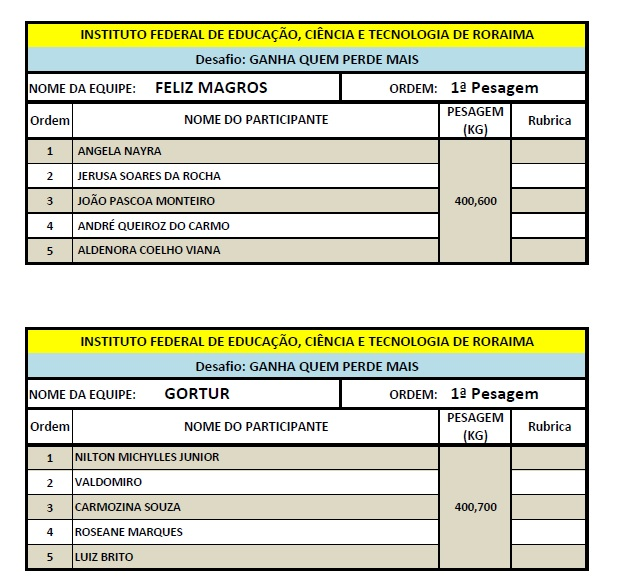 INSTITUTO FEDERAL DE EDUCAÇÃO, CIÊNCIA E TECNOLOGIA DE RORAIMA
Desafio: GANHA QUEM PERDE MAIS
NOME DA EQUIPE: FELIZ MAGROS ORDEM: 1ª Pesagem
Ordem NOME DO PARTICIPANTE PESAGEM (KG) Rubrica
1 ANGELA NAYRA
2 JERUSA SOARES DA ROCHA
3 JOÃO PASCOA MONTEIRO 400,600
4 ANDRÉ QUEIROZ DO CARMO
5 ALDENORA COELHO VIANA
INSTITUTO FEDERAL DE EDUCAÇÃO, CIÊNCIA E TECNOLOGIA DE RORAIMA
Desafio: GANHA QUEM PERDE MAIS
NOME DA EQUIPE: GORTUR ORDEM: 1ª Pesagem
Ordem NOME DO PARTICIPANTE PESAGEM (KG) Rubrica
1 NILTON MICHYLLES JUNIOR
2 VALDOMIRO
3 CARMOZINA SOUZA 400,700
4 ROSEANE MARQUES
5 LUIZ BRITO